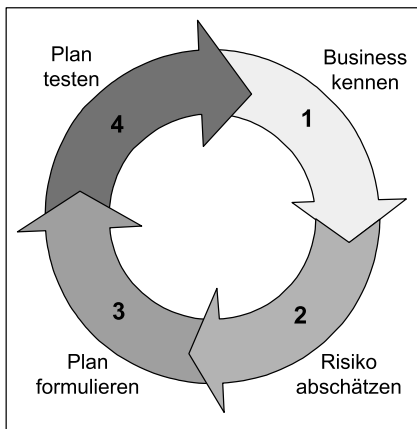 Plan
testen
Business
kennen
4
1
3
2
Plan
formulieren
Risiko
abschätzen